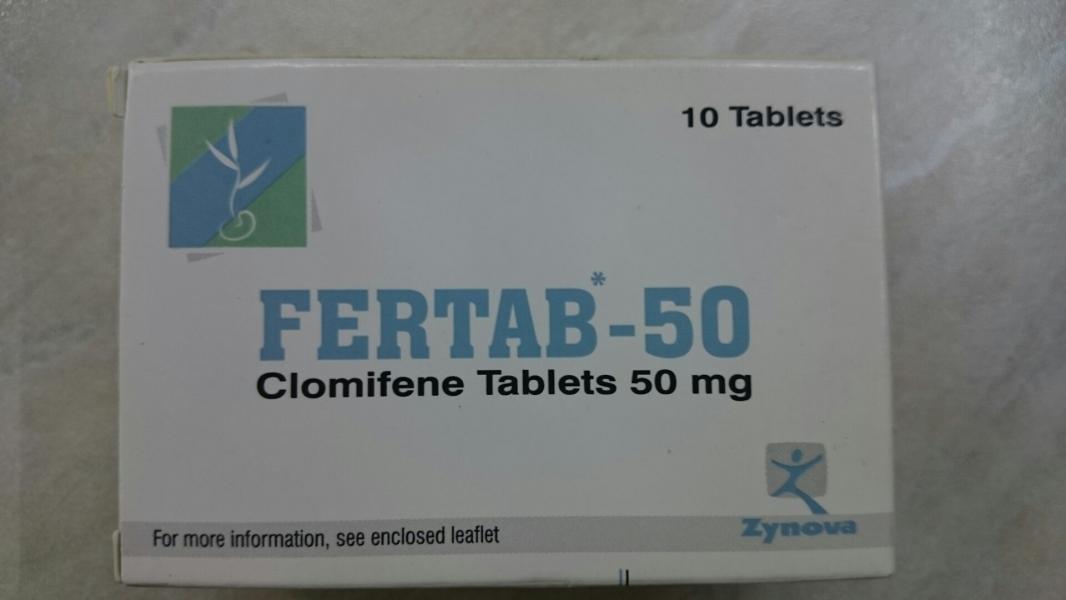 10 Tablets
FERTAB*-50
Clomifene Tablets 50 mg
For more information, see enclosed leaflet
Zynova